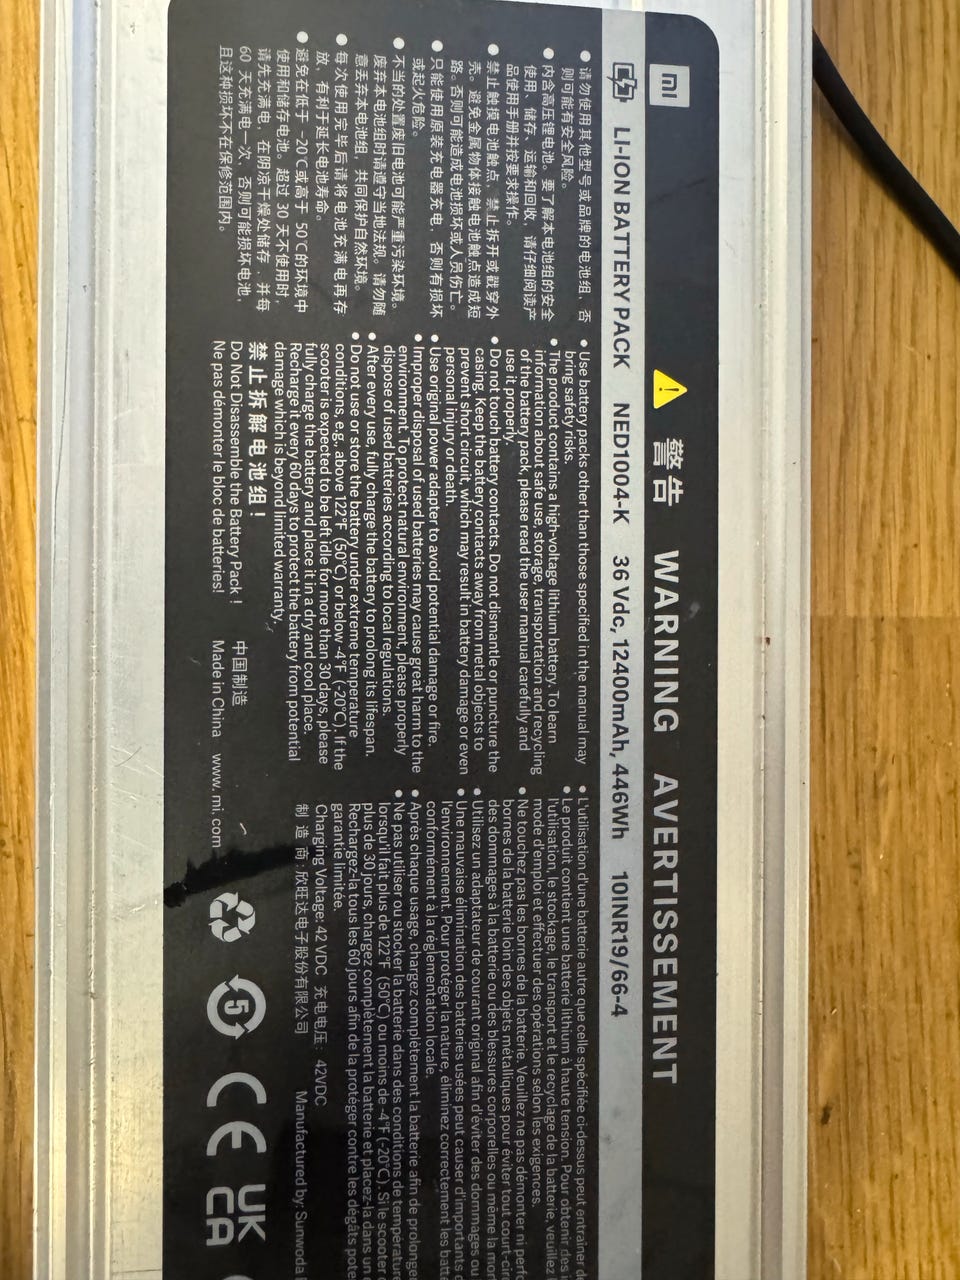 mi
警告 WARNING AVERTISSEMENT
LI-ION BATTERY PACK NED1004-K 36 Vdc, 12400mAh, 446Wh 10INR19/66-4
● 请勿使用其他型号或品牌的电池组，否
则可能有安全风险。
● 内含高压锂电池。要了解本电池组的安全
使用、储存、运输和回收，请仔细阅读产
品使用手册并按要求操作。
● 禁止触摸电池触点，禁止拆开或戳穿外
壳。避免金属物体接触电池触点造成短
路。否则可能造成电池损坏或人员伤亡。
● 只能使用原装充电器充电，否则有损坏
或起火危险。
● 不当的处置废旧电池可能严重污染环境。
废弃本电池组时请遵守当地法规。请勿随
意丢弃本电池组，共同保护自然环境。
● 每次使用完毕后请将电池充满电再存
放，有利于延长电池寿命。
● 避免在低于 -20℃或高于 50℃的环境中
使用和储存电池。超过 30 天不使用时，
请先充满电，在阴凉干燥处储存，并每
60 天充满电一次，否则可能损坏电池，
且这种损坏不在保修范围内。
● Use battery packs other than those specified in the manual may
bring safety risks.
● The product contains a high-voltage lithium battery. To learn
information about safe use, storage, transportation and recycling
of the battery pack, please read the user manual carefully and
use it properly.
● Do not touch battery contacts. Do not dismantle or puncture the
casing. Keep the battery contacts away from metal objects to
prevent short circuit, which may result in battery damage or even
personal injury or death.
● Use original power adapter to avoid potential damage or fire.
● Improper disposal of used batteries may cause great harm to the
environment. To protect natural environment, please properly
dispose of used batteries according to local regulations.
● After every use, fully charge the battery to prolong its lifespan.
● Do not use or store the battery under extreme temperature
conditions, e.g., above 122°F (50℃) or below -4°F (-20℃). If the
scooter is expected to be left idle for more than 30 days, please
fully charge the battery and place it in a dry and cool place.
Recharge it every 60 days to protect the battery from potential
damage which is beyond limited warranty.
● L'utilisation d'une batterie autre que celle spécifiée ci-dessus peut entraîner
● Le produit contient une batterie lithium à haute tension. Pour obtenir des
l'utilisation, le stockage, le transport et le recyclage de la batterie, veuillez
mode d'emploi et effectuer des opérations selon les exigences.
● Ne touchez pas les bornes de la batterie. Veuillez ne pas démonter ni
bornes de la batterie loin des objets métalliques pour éviter tout
des dommages à la batterie ou des blessures corporelles ou même la
● Utilisez un adaptateur de courant original afin d'éviter des dommages ou
● Une mauvaise élimination des batteries usées peut causer d'importants
l'environnement. Pour protéger la nature, éliminez correctement les
conformément à la réglementation locale.
● Après chaque usage, chargez complètement la batterie afin de prolonger
● Ne pas utiliser ou stocker la batterie dans des conditions de température
lorsqu'il fait plus de 122°F (50℃) ou moins de -4°F (-20℃). Si le scooter
plus de 30 jours, chargez complètement la batterie et placez-la dans un
Rechargez-la tous les 60 jours afin de la protéger contre les dégâts
garantie limitée.
禁止拆解电池组！
Do Not Disassemble the Battery Pack !
Ne pas démonter le bloc de batteries!
中国制造
Made in China www.mi.com
Charging Voltage: 42 VDC 充电电压：42VDC
制造商：欣旺达电子股份有限公司 Manufactured by: Sunwoda
5
CE
UK
CA